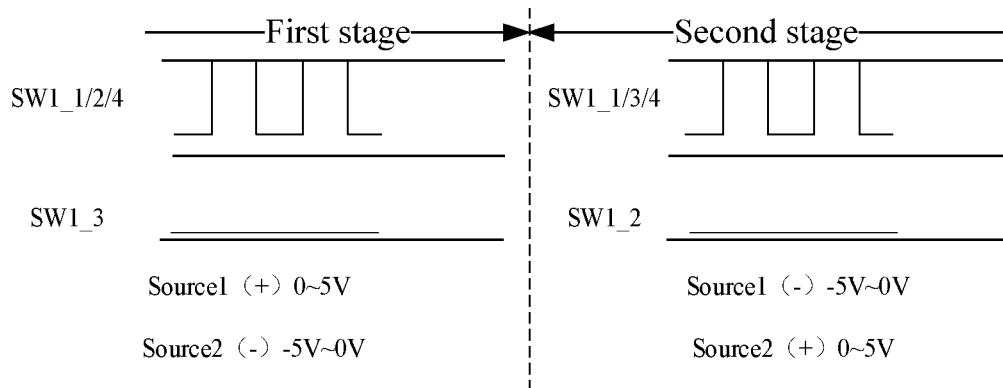 First stage
Second stage
SW1_1/2/4
SW1_1/3/4
SW1_3
SW1_2
Source1（+）0~5V
Source1（-）-5V~0V
Source2（-）-5V~0V
Source2（+）0~5V